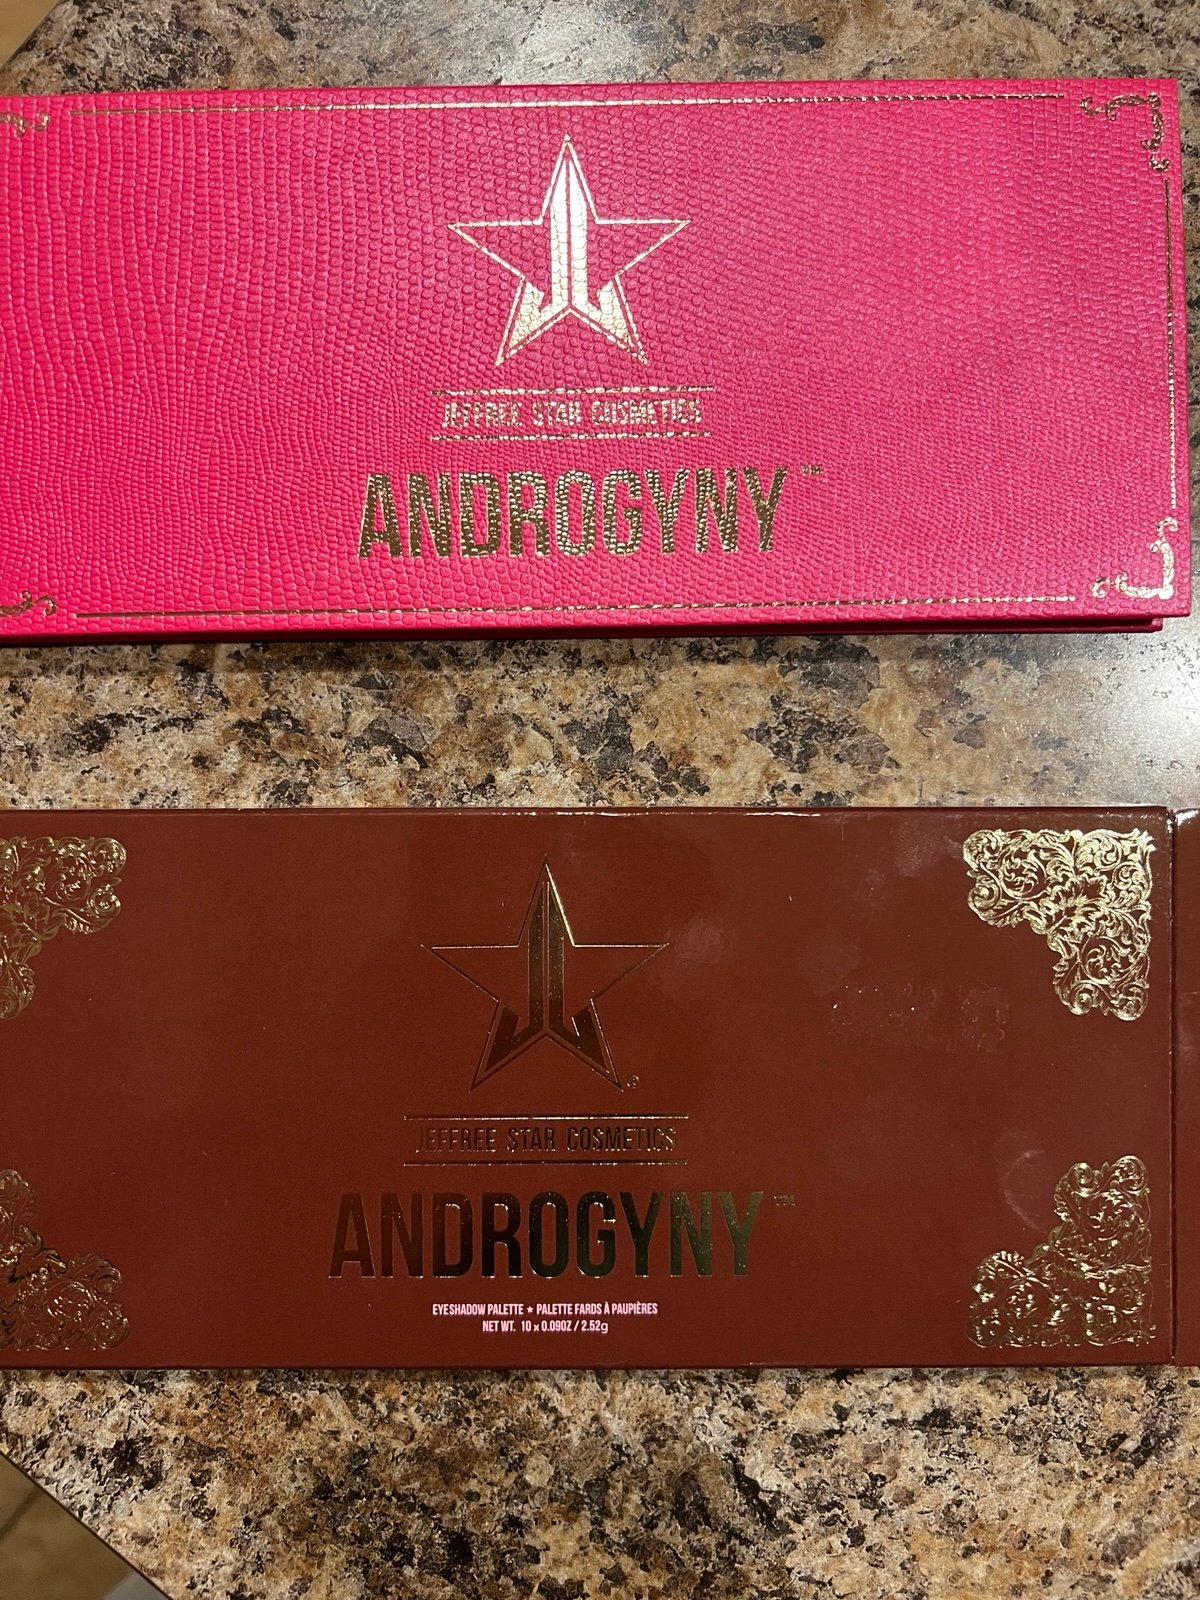 JEFFREE STAR COSMETICS
ANDROGYNY™
JEFFREE STAR COSMETICS
ANDROGYNY™
EYESHADOW PALETTE ★ PALETTE FARDS À PAUPIÈRES
NET WT. 10 x 0.09OZ / 2.52g